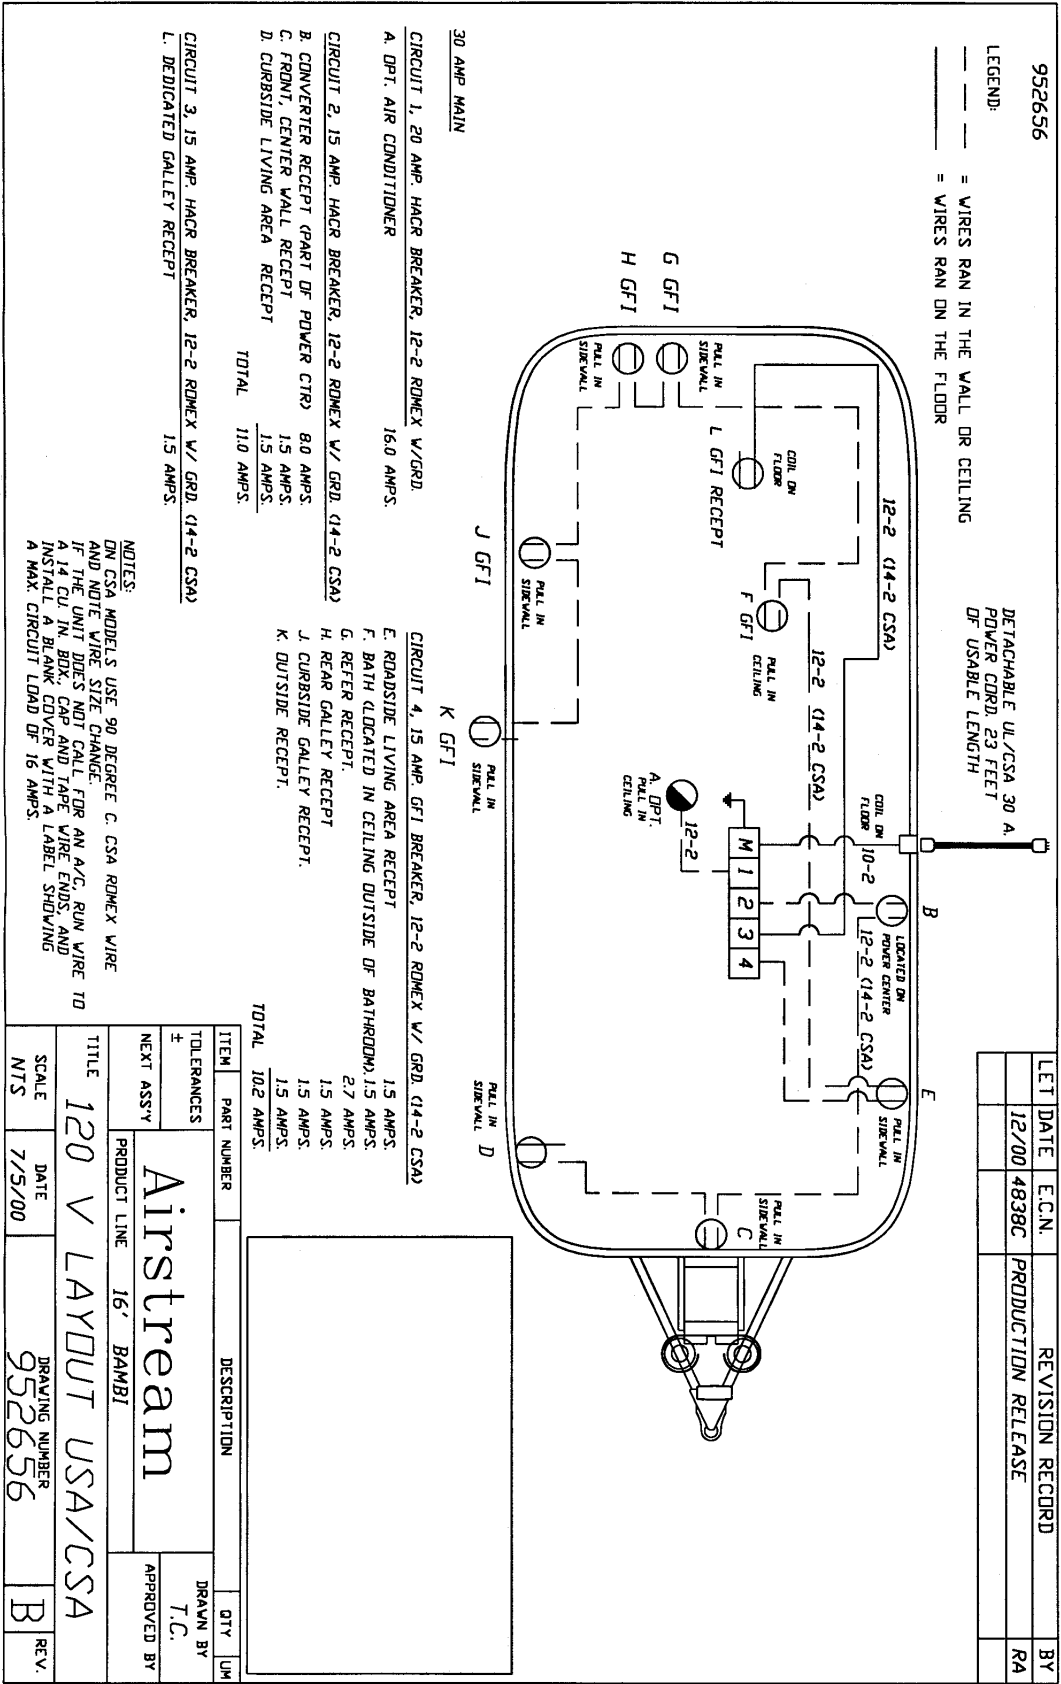 952656
LEGEND:
= WIRES RAN IN THE WALL OR CEILING
= WIRES RAN ON THE FLOOR
DETACHABLE UL/CSA 30 A.
POWER CORD. 23 FEET
OF USABLE LENGTH
LET DATE E.C.N. REVISION RECORD BY
12/00 4838C PRODUCTION RELEASE RA
G GFI
H GFI
PULL IN
SIDEWALL
PULL IN
SIDEWALL
COIL ON
FLOOR
L GFI RECEPT
12-2 (14-2 CSA)
F GFI
PULL IN
CEILING
12-2 (14-2 CSA)
COIL ON
FLOOR
10-2
B
LOCATED ON
POWER CENTER
12-2 (14-2 CSA)
E
PULL IN
SIDEWALL
M 1 2 3 4
12-2
A. OPT.
PULL IN
CEILING
J GFI
PULL IN
SIDEWALL
K GFI
PULL IN
SIDEWALL
PULL IN
SIDEWALL
D
PULL IN
SIDEWALL
C
30 AMP MAIN
CIRCUIT 1, 20 AMP. HACR BREAKER, 12-2 ROMEX W/GRD.
A. OPT. AIR CONDITIONER 16.0 AMPS.
CIRCUIT 2, 15 AMP. HACR BREAKER, 12-2 ROMEX W/ GRD. (14-2 CSA)
B. CONVERTER RECEPT (PART OF POWER CTR) 8.0 AMPS.
C. FRONT, CENTER WALL RECEPT 1.5 AMPS.
D. CURBSIDE LIVING AREA RECEPT 1.5 AMPS.
TOTAL 11.0 AMPS.
CIRCUIT 3, 15 AMP. HACR BREAKER, 12-2 ROMEX W/ GRD. (14-2 CSA)
L. DEDICATED GALLEY RECEPT 1.5 AMPS.
CIRCUIT 4, 15 AMP. GFI BREAKER, 12-2 ROMEX W/ GRD. (14-2 CSA)
E. ROADSIDE LIVING AREA RECEPT 1.5 AMPS.
F. BATH (LOCATED IN CEILING OUTSIDE OF BATHROOM). 1.5 AMPS.
G. REFER RECEPT. 2.7 AMPS.
H. REAR GALLEY RECEPT 1.5 AMPS.
J. CURBSIDE GALLEY RECEPT. 1.5 AMPS.
K. OUTSIDE RECEPT. 1.5 AMPS.
TOTAL 10.2 AMPS.
NOTES:
ON CSA MODELS USE 90 DEGREE C. CSA ROMEX WIRE
AND NOTE WIRE SIZE CHANGE.
IF THE UNIT DOES NOT CALL FOR AN A/C, RUN WIRE TO
A 14 CU. IN. BOX., CAP AND TAPE WIRE ENDS, AND
INSTALL A BLANK COVER WITH A LABEL SHOWING
A MAX. CIRCUIT LOAD OF 16 AMPS.
ITEM PART NUMBER DESCRIPTION QTY UM
TOLERANCES
±
Airstream
DRAWN BY
T.C.
NEXT ASS'Y
PRODUCT LINE 16' BAMBI
APPROVED BY
TITLE 120 V LAYOUT USA/CSA
SCALE
NTS
DATE
7/5/00
DRAWING NUMBER
952656
B
REV.